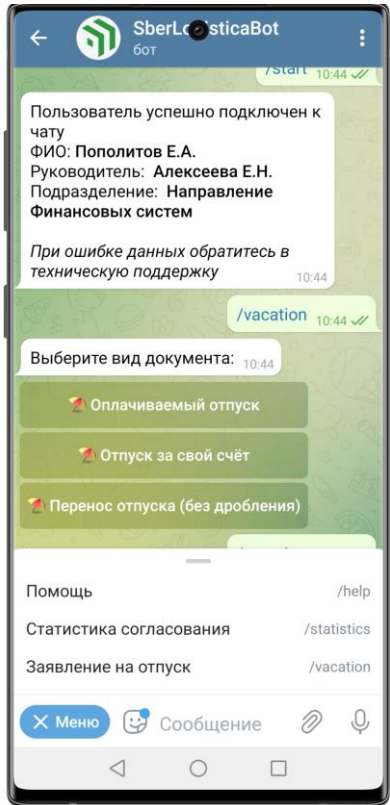 SberLogisticaBot
бот
/start 10:44
Пользователь успешно подключен к
чату
ФИО: Пополитов Е.А.
Руководитель: Алексеева Е.Н.
Подразделение: Направление
Финансовых систем
При ошибке данных обратитесь в
техническую поддержку 10:44
/vacation 10:44
Выберите вид документа: 10:44
Оплачиваемый отпуск
Отпуск за свой счёт
Перенос отпуска (без дробления)
Помощь /help
Статистика согласования /statistics
Заявление на отпуск /vacation
Меню Сообщение